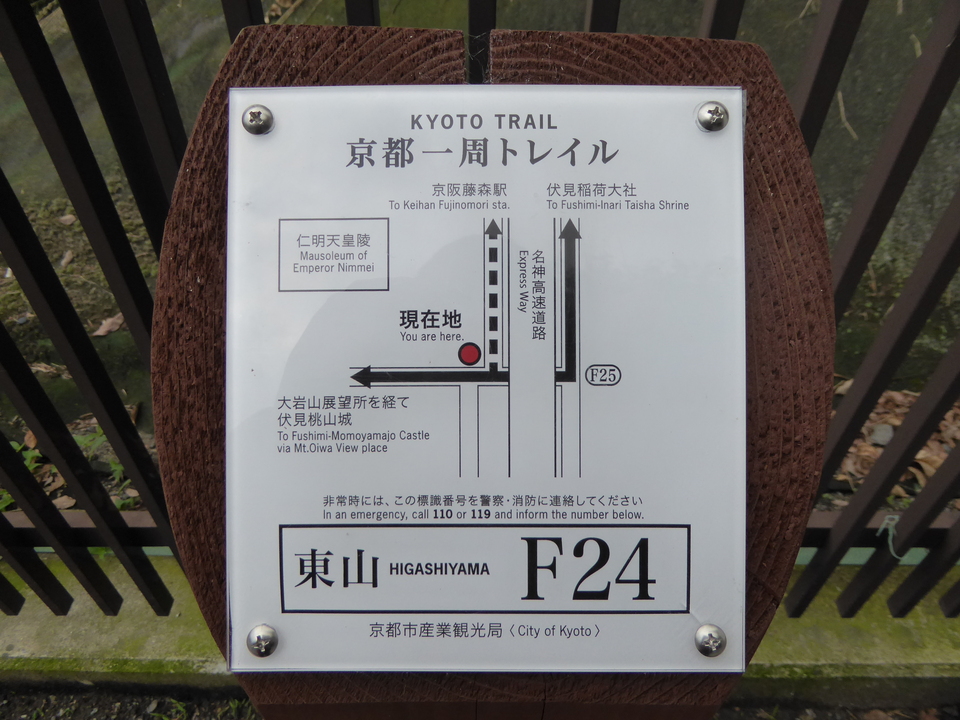 KYOTO TRAIL
京都一周トレイル
京阪藤森駅
To Keihan Fujinomori sta.
伏見稲荷大社
To Fushimi-Inari Taisha Shrine
仁明天皇陵
Mausoleum of
Emperor Nimmei
名神高速道路
Express Way
現在地
You are here.
F25
大岩山展望所を経て
伏見桃山城
To Fushimi-Momoyamajo Castle
via Mt.Oiwa View place
非常時には、この標識番号を警察・消防に連絡してください
In an emergency, call 110 or 119 and inform the number below.
東山 HIGASHIYAMA F24
京都市産業観光局〈City of Kyoto〉